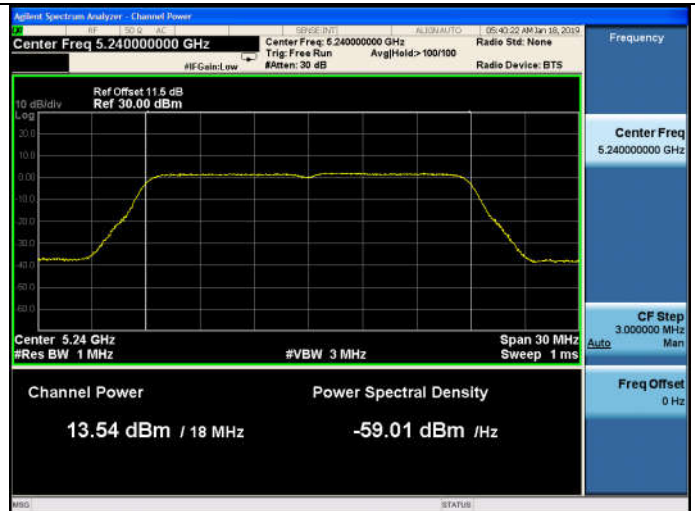 Agilent Spectrum Analyzer - Channel Power
RF 50 Ω AC SENSE:INT ALIGN AUTO 05:40:22 AM Jan 18, 2019
Center Freq 5.240000000 GHz
Center Freq: 5.240000000 GHz Radio Std: None
Trig: Free Run Avg|Hold:> 100/100
#IFGain:Low #Atten: 30 dB Radio Device: BTS
Ref Offset 11.5 dB
10 dB/div Ref 30.00 dBm
Log
20.0
10.0
0.00
-10.0
-20.0
-30.0
-40.0
-50.0
-60.0
Center 5.24 GHz Span 30 MHz
#Res BW 1 MHz #VBW 3 MHz Sweep 1 ms
Channel Power Power Spectral Density
13.54 dBm / 18 MHz -59.01 dBm /Hz
MSG STATUS
Frequency
Center Freq
5.240000000 GHz
CF Step
3.000000 MHz
Auto Man
Freq Offset
0 Hz